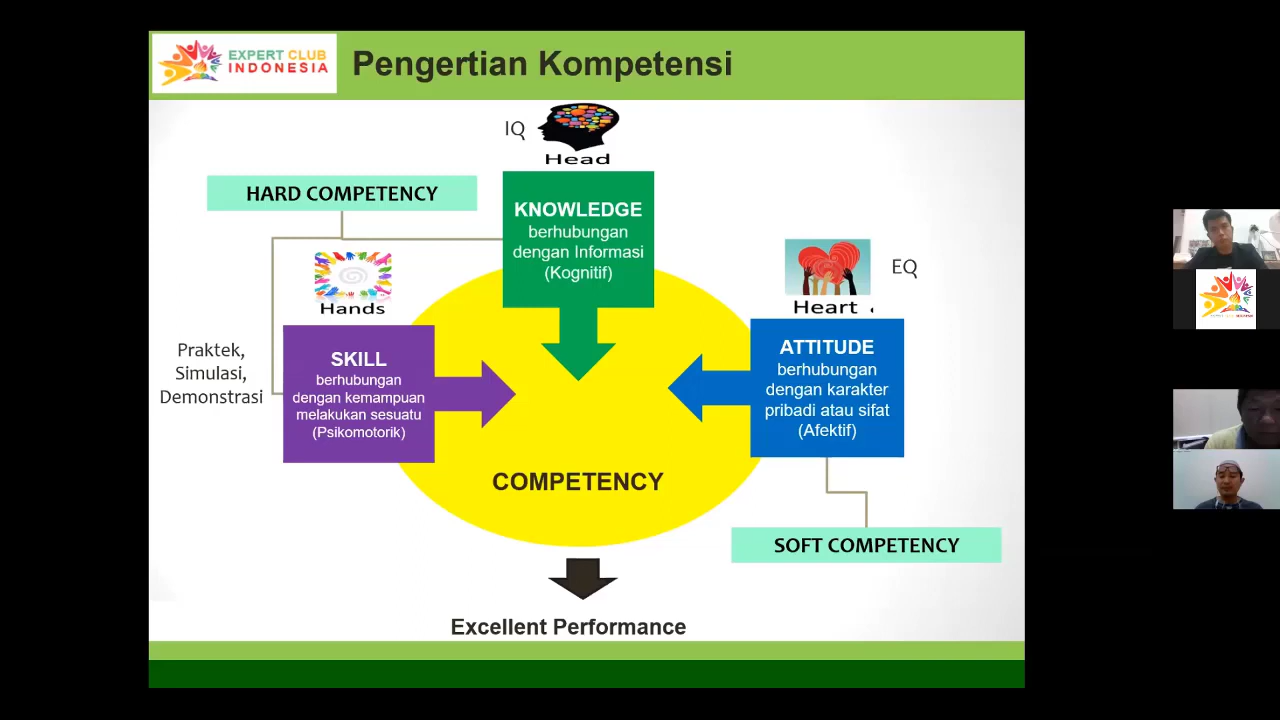 EXPERT CLUB
INDONESIA
Pengertian Kompetensi
IQ
Head
HARD COMPETENCY
KNOWLEDGE
berhubungan
dengan Informasi
(Kognitif)
Hands
Heart
EQ
Praktek,
Simulasi,
Demonstrasi
SKILL
berhubungan
dengan kemampuan
melakukan sesuatu
(Psikomotorik)
ATTITUDE
berhubungan
dengan karakter
pribadi atau sifat
(Afektif)
COMPETENCY
SOFT COMPETENCY
Excellent Performance